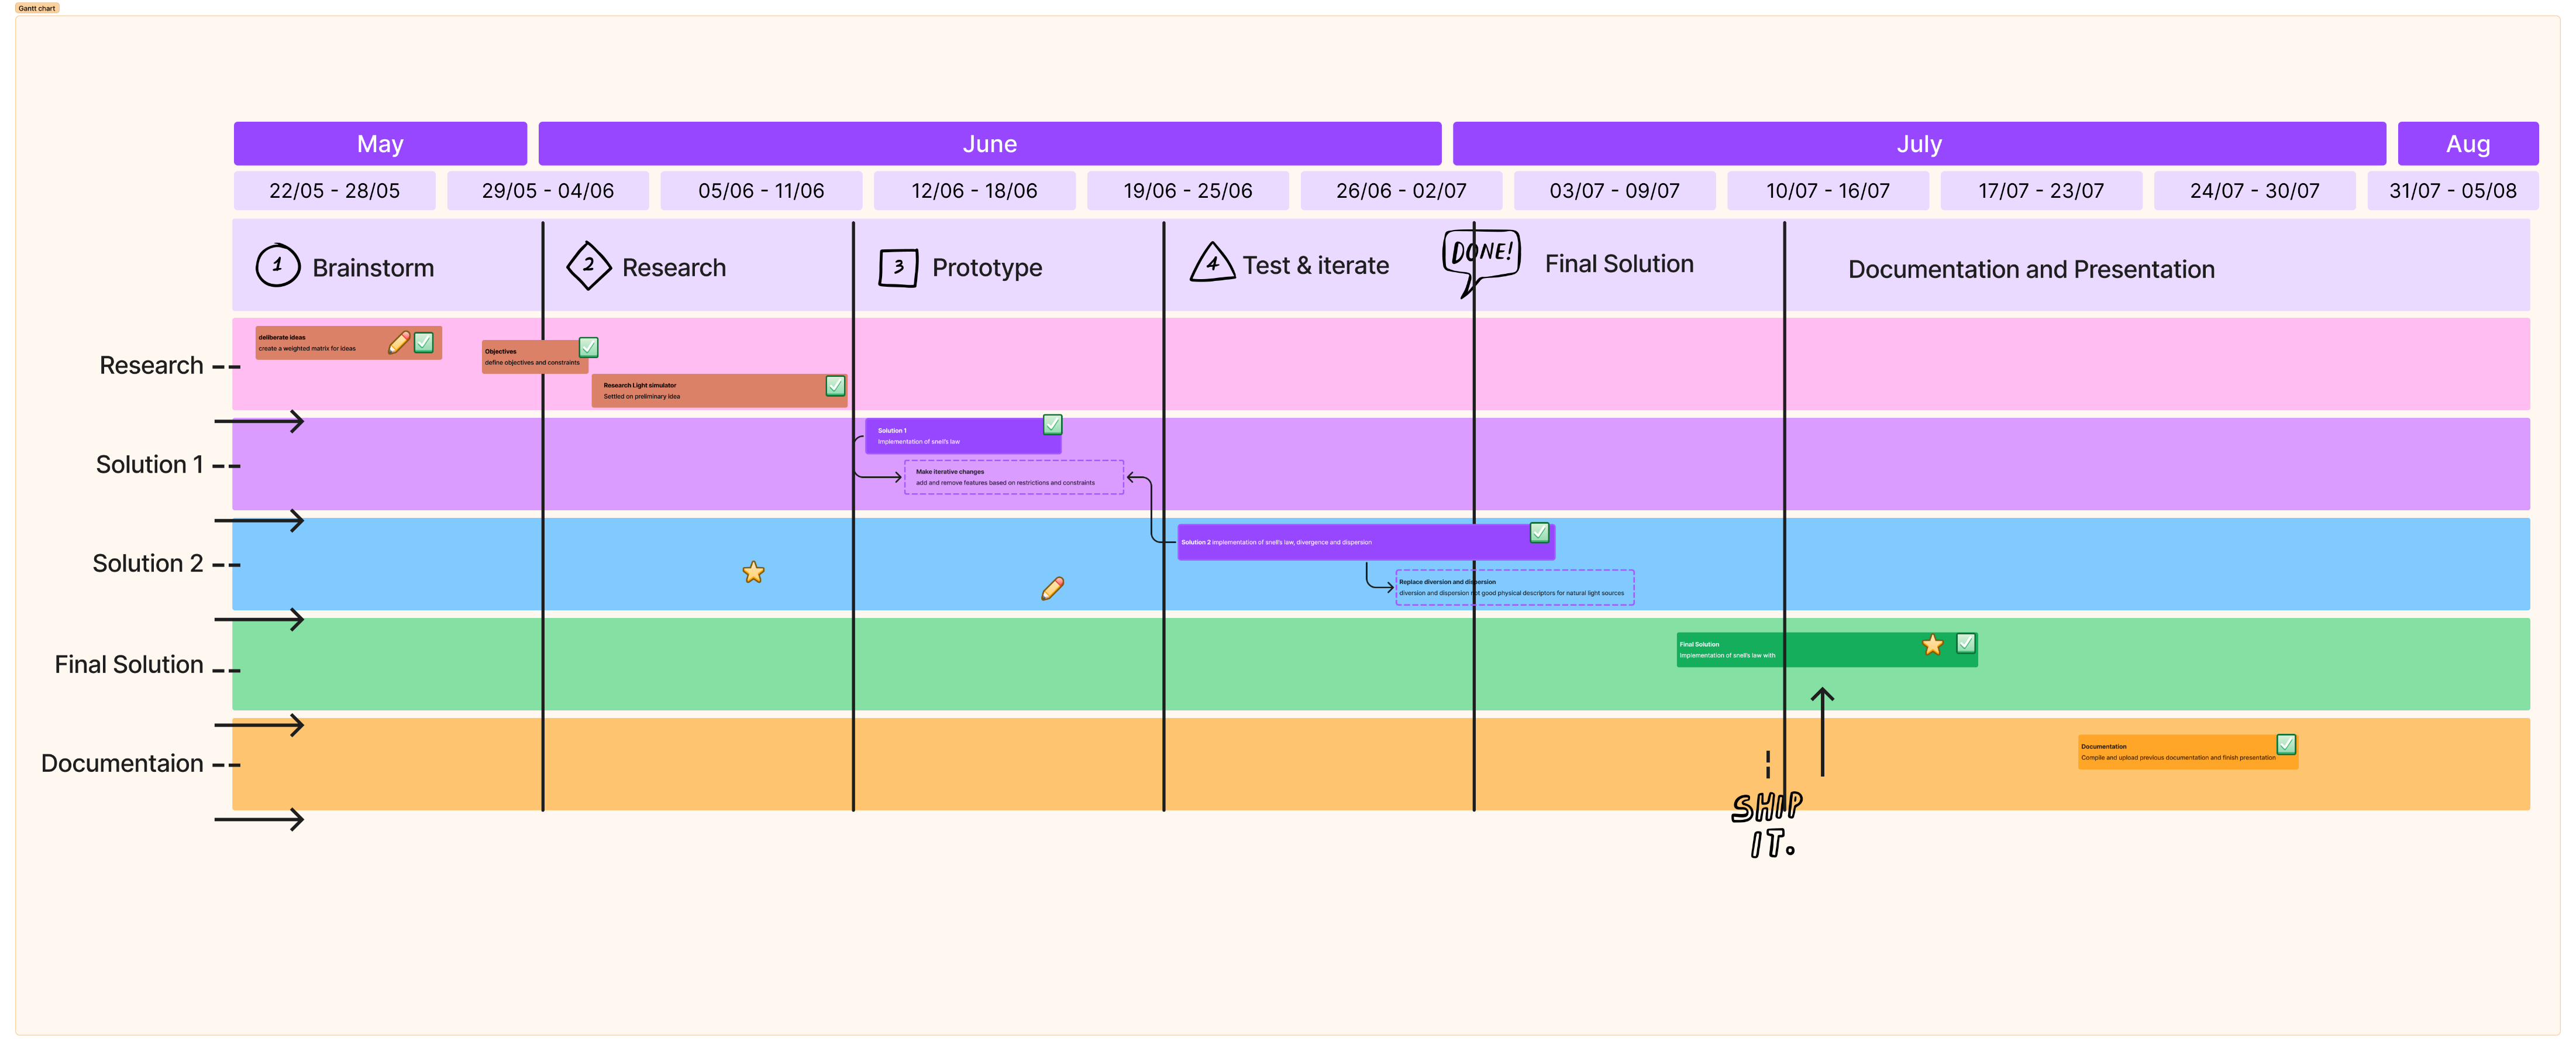 Gantt chart
May
June
July
Aug
22/05 - 28/05
29/05 - 04/06
05/06 - 11/06
12/06 - 18/06
19/06 - 25/06
26/06 - 02/07
03/07 - 09/07
10/07 - 16/07
17/07 - 23/07
24/07 - 30/07
31/07 - 05/08
1 Brainstorm
2 Research
3 Prototype
4 Test & iterate
DONE!
Final Solution
Documentation and Presentation
Research
deliberate ideas
create a weighted matrix for ideas
Objectives
define objectives and constraints
Research Light simulator
Settled on preliminary idea
Solution 1
Solution 1
Implementation of snell's law
Make iterative changes
add and remove features based on restrictions and constraints
Solution 2
Solution 2 Implementation of snell's law, divergence and dispersion
Replace diversion and dispersion
diversion and dispersion not good physical descriptors for natural light sources
Final Solution
Final Solution
Implementation of snell's law with
Documentaion
Documentation
Compile and upload previous documentation and finish presentation
SHIP
IT.